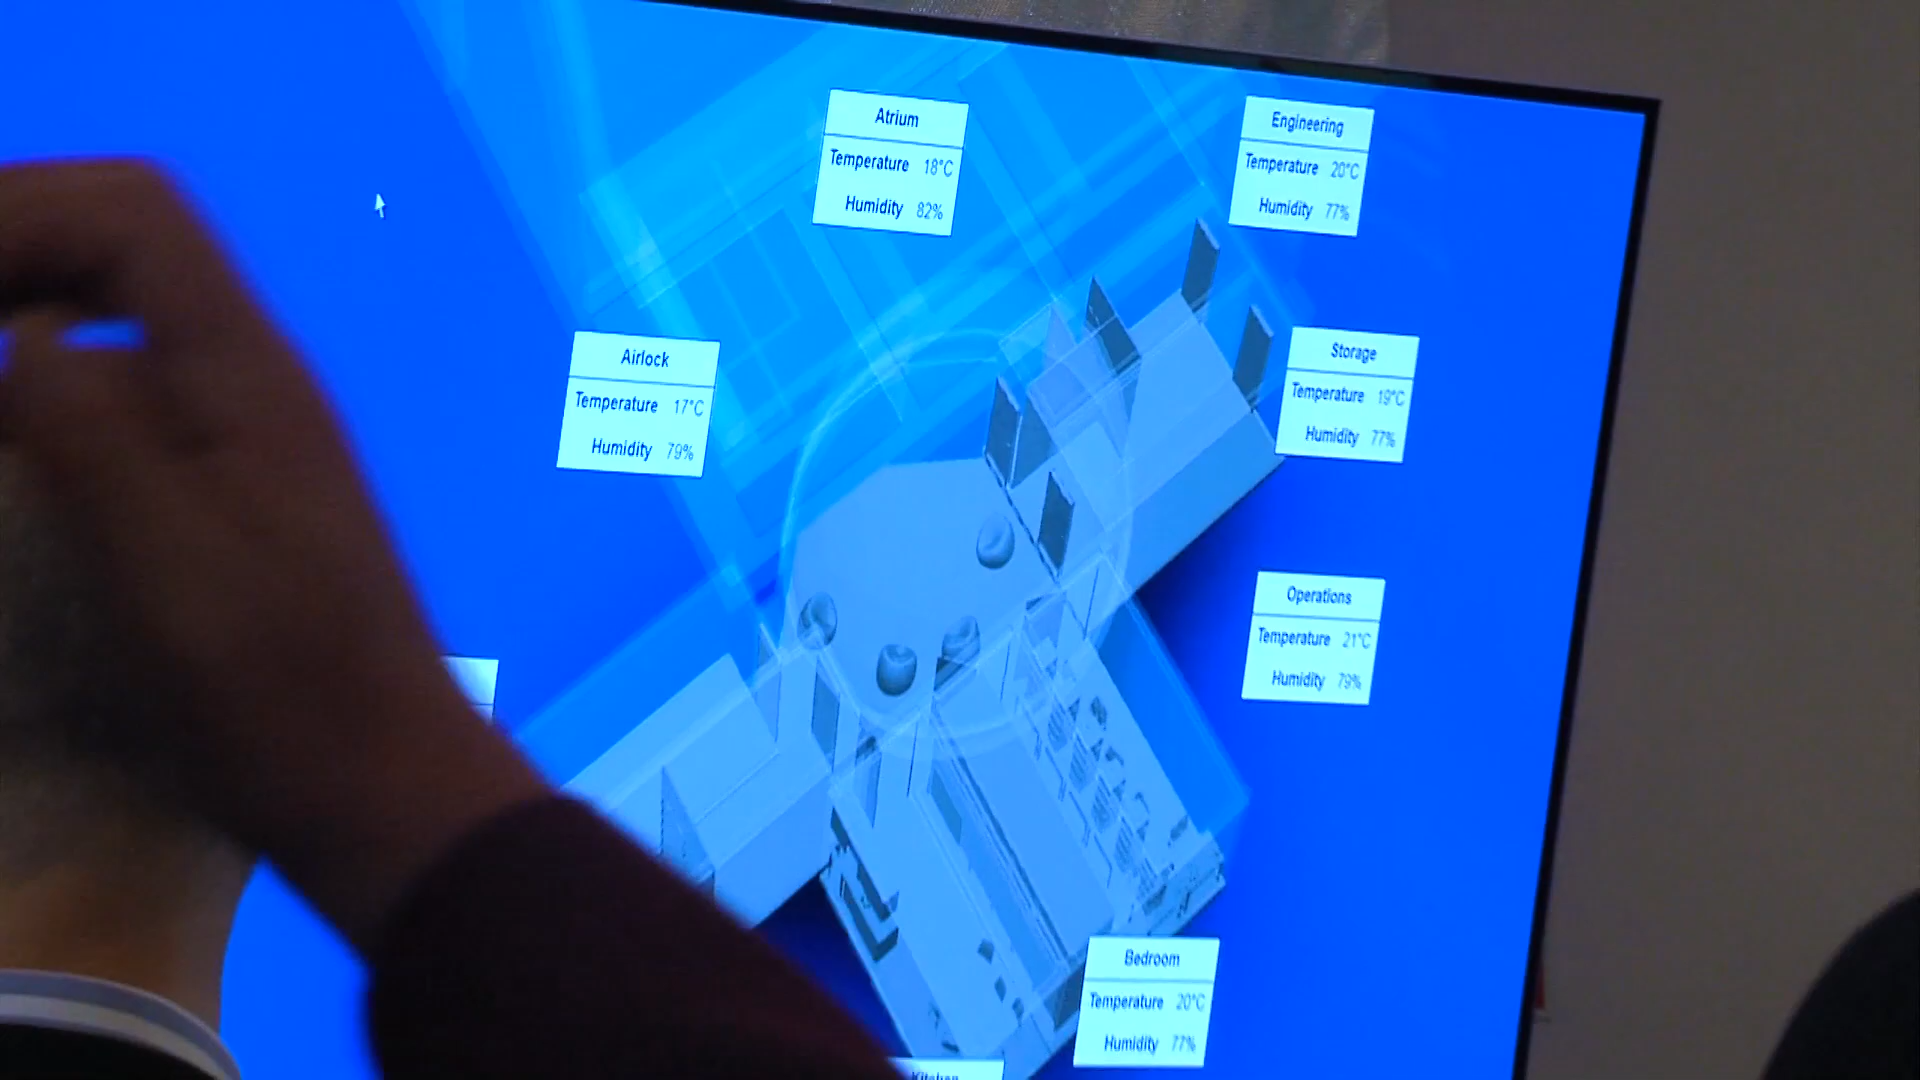 Atrium
Temperature 18°C
Humidity 82%
Engineering
Temperature 20°C
Humidity 77%
Airlock
Temperature 17°C
Humidity 79%
Storage
Temperature 19°C
Humidity 77%
Operations
Temperature 21°C
Humidity 79%
Bedroom
Temperature 20°C
Humidity 77%
Kitchen